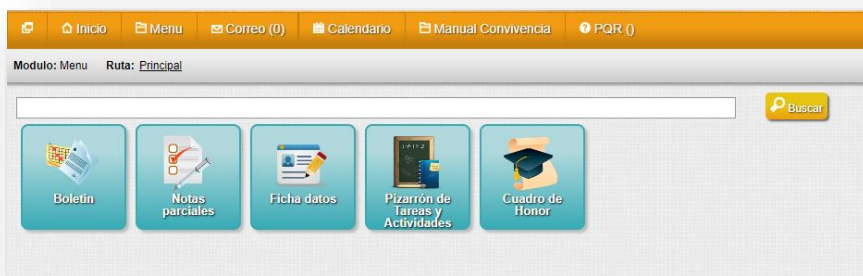 Inicio Menu Correo (0) Calendario Manual Convivencia PQR ()
Modulo: Menu Ruta: Principal
Buscar
Boletin
Notas
parciales
Ficha datos
Pizarrón de
Tareas y
Actividades
Cuadro de
Honor